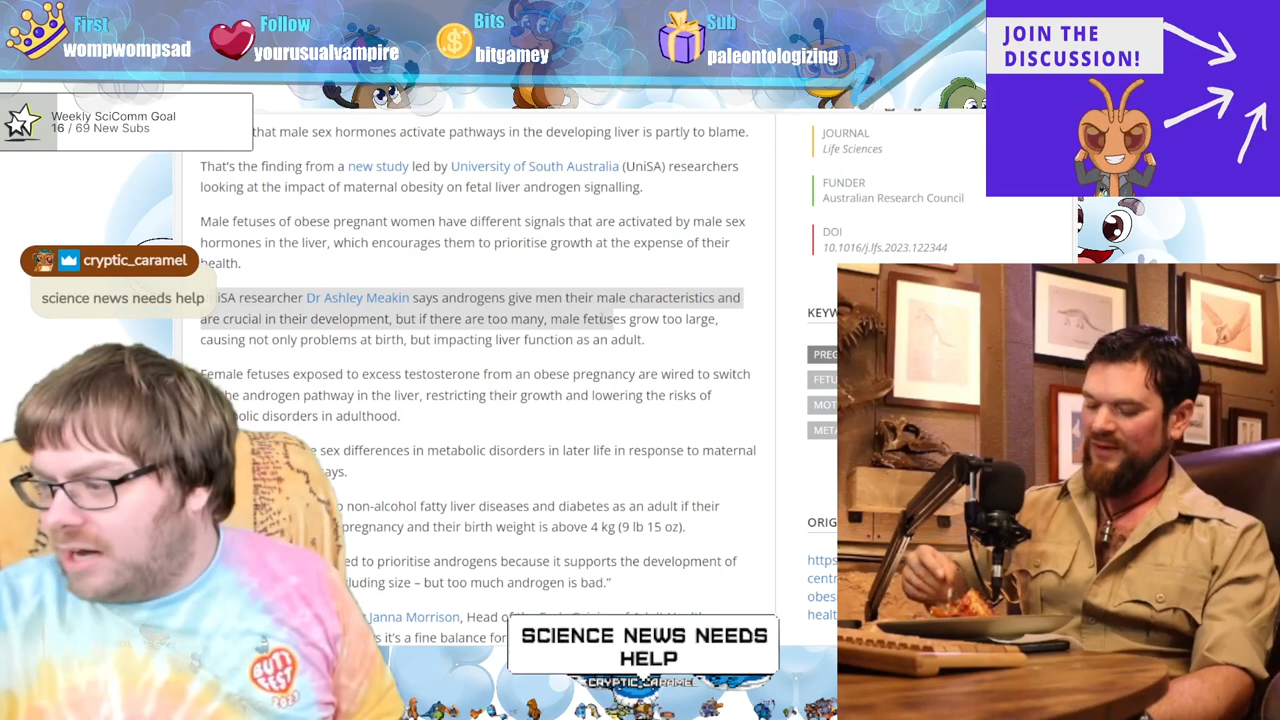 First
wompwompsad
Follow
yourusualvampire
Bits
bitgamey
Sub
paleontologizing
JOIN THE
DISCUSSION!
Weekly SciComm Goal
16 / 69 New Subs
that male sex hormones activate pathways in the developing liver is partly to blame.
That's the finding from a new study led by University of South Australia (UniSA) researchers
looking at the impact of maternal obesity on fetal liver androgen signalling.
Male fetuses of obese pregnant women have different signals that are activated by male sex
hormones in the liver, which encourages them to prioritise growth at the expense of their
health.
iSA researcher Dr Ashley Meakin says androgens give men their male characteristics and
are crucial in their development, but if there are too many, male fetuses grow too large,
causing not only problems at birth, but impacting liver function as an adult.
Female fetuses exposed to excess testosterone from an obese pregnancy are wired to switch
he androgen pathway in the liver, restricting their growth and lowering the risks of
bolic disorders in adulthood.
e sex differences in metabolic disorders in later life in response to maternal
ays.
o non-alcohol fatty liver diseases and diabetes as an adult if their
pregnancy and their birth weight is above 4 kg (9 lb 15 oz).
ed to prioritise androgens because it supports the development of
luding size – but too much androgen is bad."
Janna Morrison, Head of
s it's a fine balance for
JOURNAL
Life Sciences
FUNDER
Australian Research Council
DOI
10.1016/j.lfs.2023.122344
KEYW
PREG
FETU
MOT
META
ORIG
https
centr
obes
healt
cryptic_caramel
science news needs help
SCIENCE NEWS NEEDS
HELP
CRYPTIC_CARAMEL
BUTT
FEST
2023